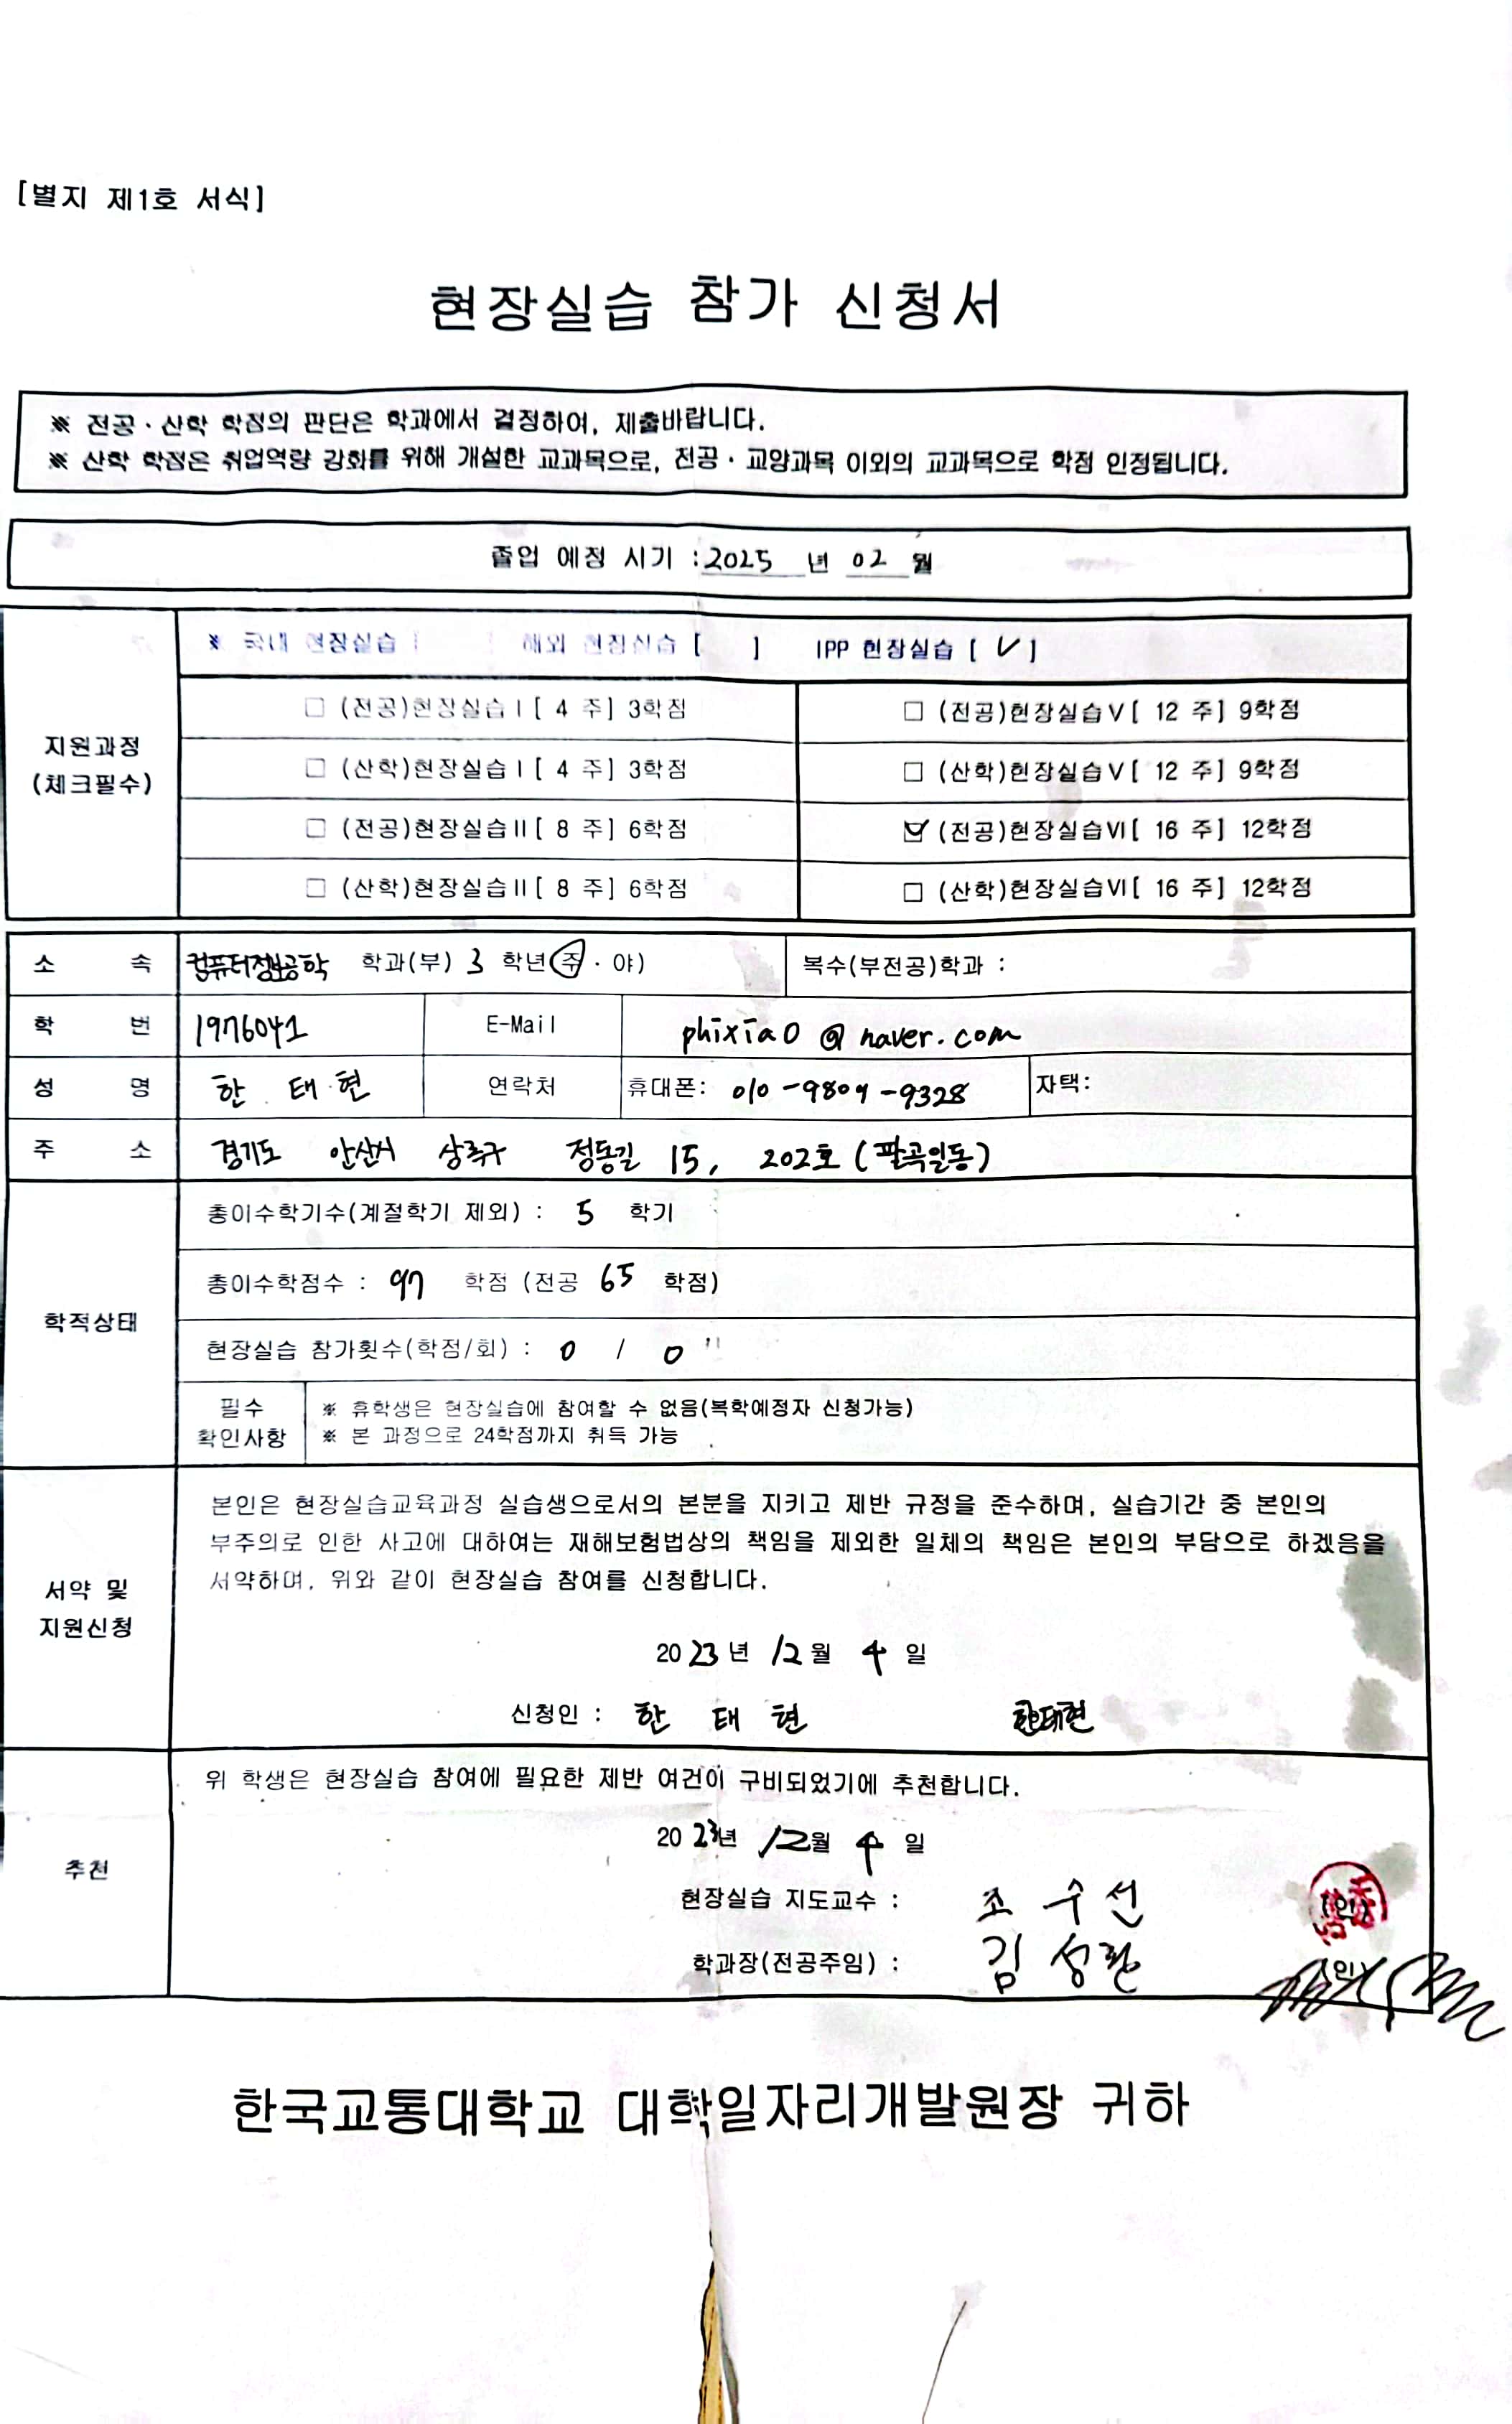 [별지 제1호 서식]
현장실습 참가 신청서
※ 전공·산학 학점의 판단은 학과에서 결정하여, 제출바랍니다.
※ 산학 학점은 취업역량 강화를 위해 개설한 교과목으로, 전공·교양과목 이외의 교과목으로 학점 인정됩니다.
졸업 예정 시기 : 2025 년 02 월
지원과정
(체크필수)
※ 국내 현장실습 [ 해외 현장실습 [ ] IPP 현장실습 [ ✓ ]
□ (전공)현장실습 I [ 4 주] 3학점 □ (전공)현장실습 V [ 12 주] 9학점
□ (산학)현장실습 I [ 4 주] 3학점 □ (산학)현장실습 V [ 12 주] 9학점
□ (전공)현장실습 II [ 8 주] 6학점 ☑ (전공)현장실습 VI [ 16 주] 12학점
□ (산학)현장실습 II [ 8 주] 6학점 □ (산학)현장실습 VI [ 16 주] 12학점
소 속 컴퓨터정보공학 학과(부) 3 학년(주 · 야) 복수(부전공)학과 :
학 번 1976041 E-Mail phixia0 @ naver.com
성 명 한 태 현 연락처 휴대폰: 010-9809-9328 자택:
주 소 경기도 안산시 상록구 정동길 15, 202호 (팔곡일동)
학적상태
총이수학기수(계절학기 제외) : 5 학기
총이수학점수 : 97 학점 (전공 65 학점)
현장실습 참가횟수(학점/회) : 0 / 0
필수
확인사항
※ 휴학생은 현장실습에 참여할 수 없음(복학예정자 신청가능)
※ 본 과정으로 24학점까지 취득 가능
서약 및
지원신청
본인은 현장실습교육과정 실습생으로서의 본분을 지키고 제반 규정을 준수하며, 실습기간 중 본인의
부주의로 인한 사고에 대하여는 재해보험법상의 책임을 제외한 일체의 책임은 본인의 부담으로 하겠음을
서약하며, 위와 같이 현장실습 참여를 신청합니다.
2023년 12월 4 일
신청인 : 한 태 현 한태현
추천
위 학생은 현장실습 참여에 필요한 제반 여건이 구비되었기에 추천합니다.
2023년 12월 4 일
현장실습 지도교수 : 조 수 선 (인)
학과장(전공주임) : 김 성 환 (인)
한국교통대학교 대학일자리개발원장 귀하